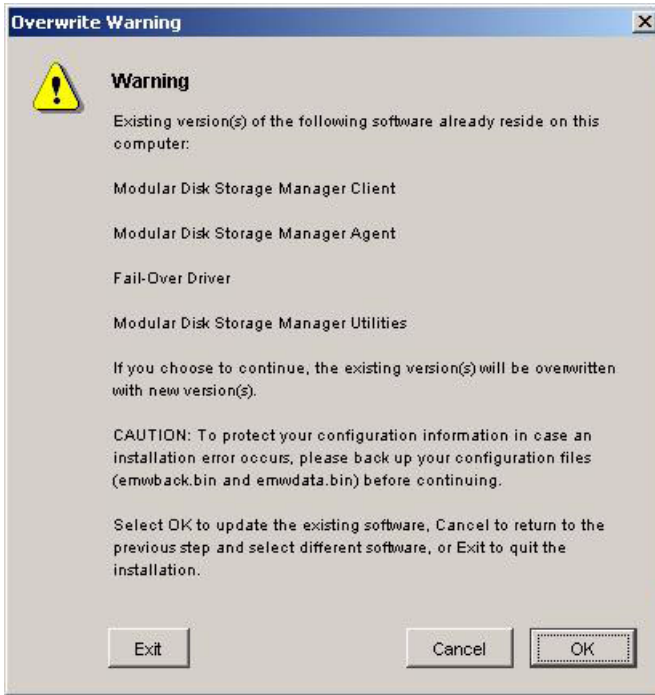 Overwrite Warning
Warning
Existing version(s) of the following software already reside on this
computer:
Modular Disk Storage Manager Client
Modular Disk Storage Manager Agent
Fail-Over Driver
Modular Disk Storage Manager Utilities
If you choose to continue, the existing version(s) will be overwritten
with new version(s).
CAUTION: To protect your configuration information in case an
installation error occurs, please back up your configuration files
(emwback.bin and emwdata.bin) before continuing.
Select OK to update the existing software, Cancel to return to the
previous step and select different software, or Exit to quit the
installation.
Exit Cancel OK